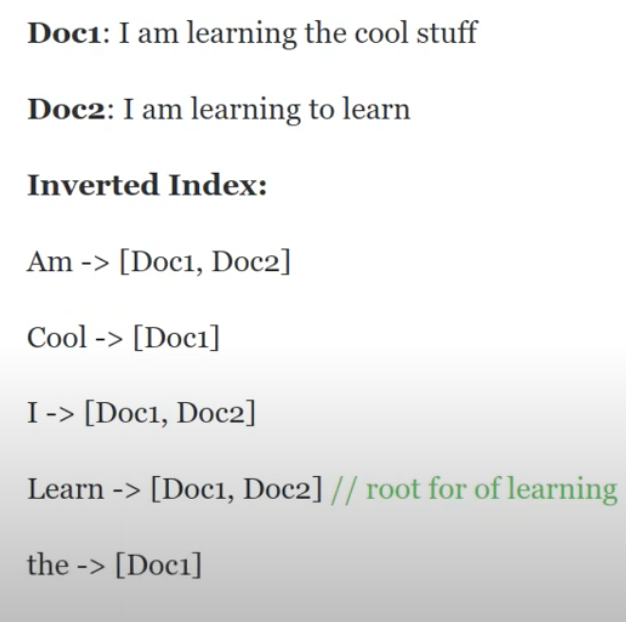 Doc1: I am learning the cool stuff
Doc2: I am learning to learn
Inverted Index:
Am -> [Doc1, Doc2]
Cool -> [Doc1]
I -> [Doc1, Doc2]
Learn -> [Doc1, Doc2] // root for of learning
the -> [Doc1]